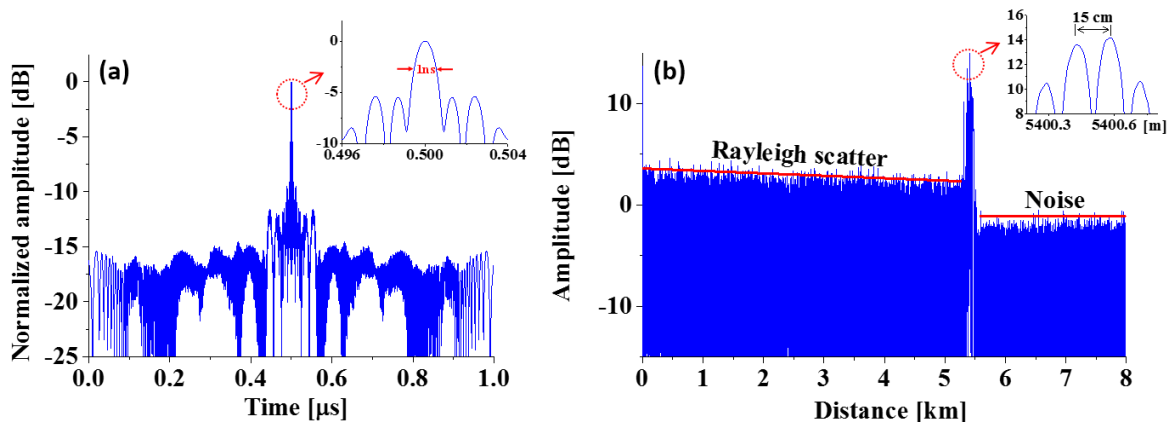 (a)
Normalized amplitude [dB]
0
-5
-10
-15
-20
-25
0.0 0.2 0.4 0.6 0.8 1.0
Time [μs]
0
-5
-10
0.496 0.500 0.504
1ns
(b)
Amplitude [dB]
10
0
-10
0 1 2 3 4 5 6 7 8
Distance [km]
Rayleigh scatter
Noise
16
14
12
10
8
15 cm
5400.3 5400.6 [m]